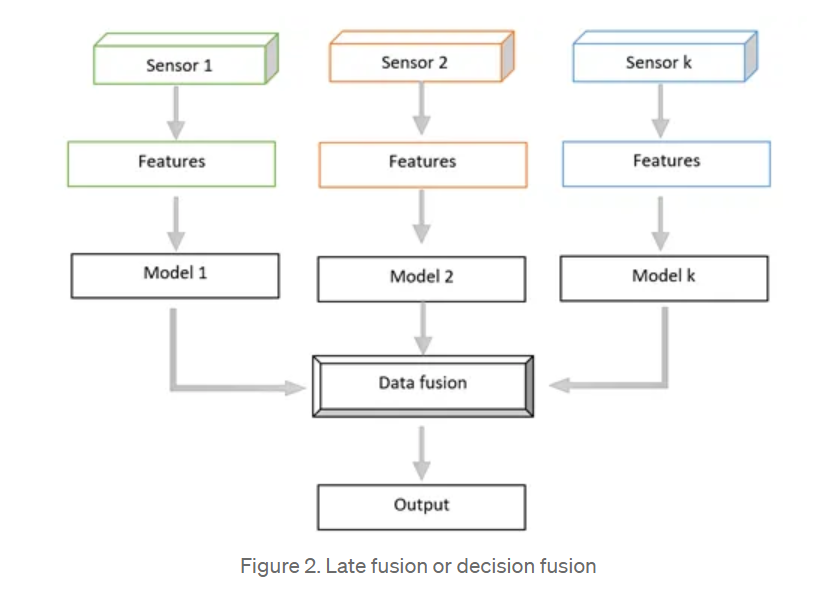 Sensor 1
Sensor 2
Sensor k
Features
Features
Features
Model 1
Model 2
Model k
Data fusion
Output
Figure 2. Late fusion or decision fusion